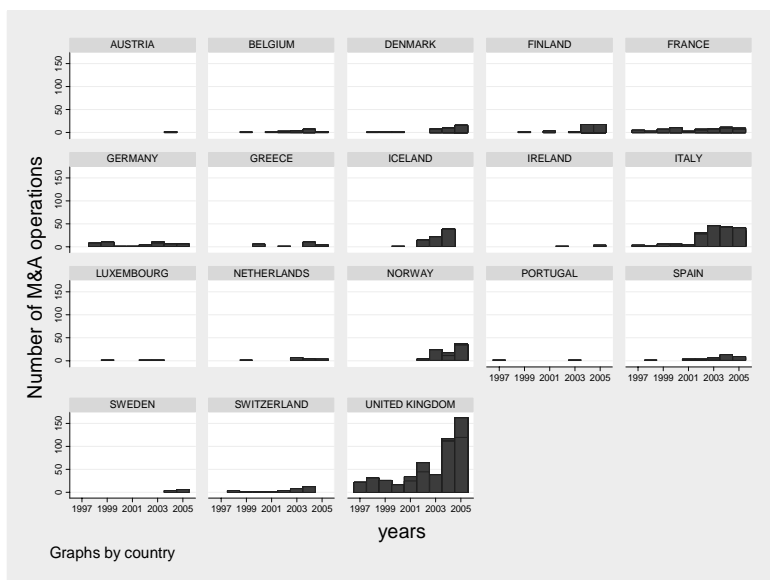 AUSTRIA BELGIUM DENMARK FINLAND FRANCE
150
100
50
0
GERMANY GREECE ICELAND IRELAND ITALY
150
100
50
0
LUXEMBOURG NETHERLANDS NORWAY PORTUGAL SPAIN
150
100
50
0
1997 1999 2001 2003 2005 1997 1999 2001 2003 2005
SWEDEN SWITZERLAND UNITED KINGDOM
150
100
50
0
1997 1999 2001 2003 2005 1997 1999 2001 2003 2005 1997 1999 2001 2003 2005
Number of M&A operations
years
Graphs by country